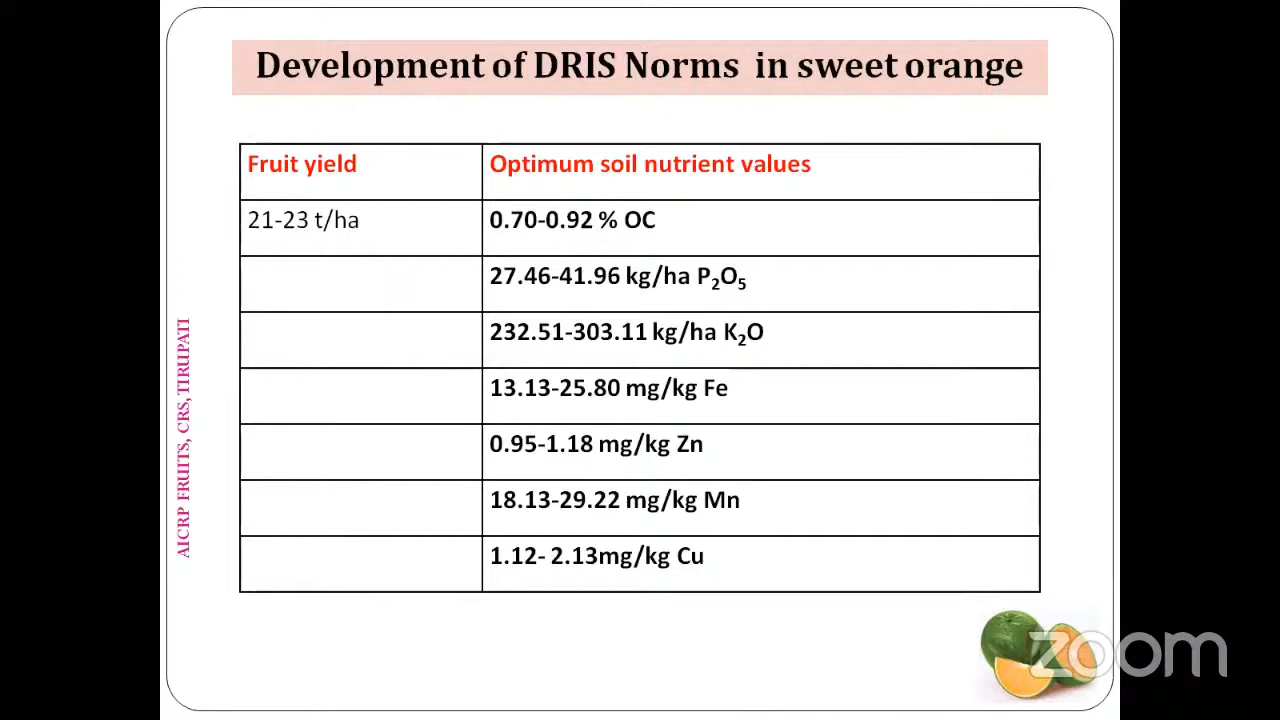 Development of DRIS Norms in sweet orange
Fruit yield
Optimum soil nutrient values
21-23 t/ha
0.70-0.92 % OC
27.46-41.96 kg/ha P₂O₅
232.51-303.11 kg/ha K₂O
13.13-25.80 mg/kg Fe
0.95-1.18 mg/kg Zn
18.13-29.22 mg/kg Mn
1.12- 2.13mg/kg Cu
AICRP FRUITS, CRS, TIRUPATI
zoom